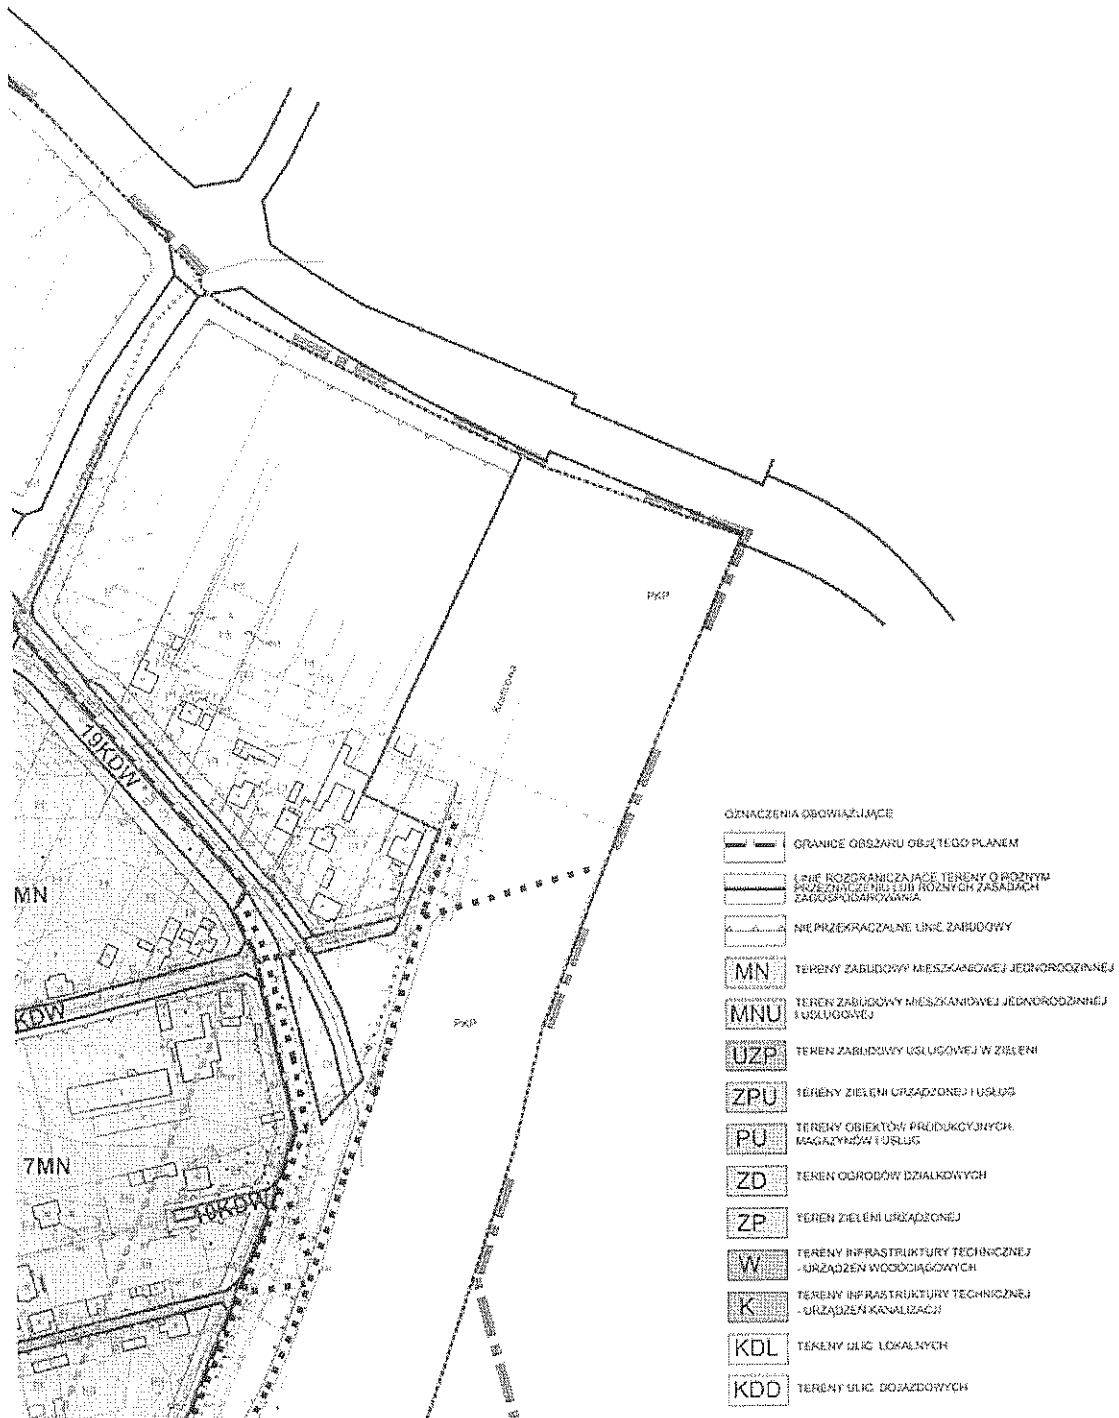 PKP
19KDW
OZNACZENIA OBOWIĄZUJĄCE
GRANICE OBSZARU OBJĘTEGO PLANEM
LINIE ROZGRANICZAJĄCE TERENY O RÓŻNYM
PRZEZNACZENIU LUB RÓŻNYCH ZASADACH
ZAGOSPODAROWANIA
MN
NIEPRZEKRACZALNE LINIE ZABUDOWY
MN TERENY ZABUDOWY MIESZKANIOWEJ JEDNORODZINNEJ
MNU TEREN ZABUDOWY MIESZKANIOWEJ JEDNORODZINNEJ
I USŁUGOWEJ
KDW
PKP
UZP TEREN ZABUDOWY USŁUGOWEJ W ZIELENI
ZPU TERENY ZIELENI URZĄDZONEJ I USŁUG
PU TERENY OBIEKTÓW PRODUKCYJNYCH,
MAGAZYNÓW I USŁUG
7MN
ZD TEREN OGRODÓW DZIAŁKOWYCH
10KDW
ZP TEREN ZIELENI URZĄDZONEJ
W TERENY INFRASTRUKTURY TECHNICZNEJ
- URZĄDZEŃ WODOCIĄGOWYCH
K TERENY INFRASTRUKTURY TECHNICZNEJ
- URZĄDZEŃ KANALIZACJI
KDL TERENY ULIC LOKALNYCH
KDD TERENY ULIC DOJAZDOWYCH